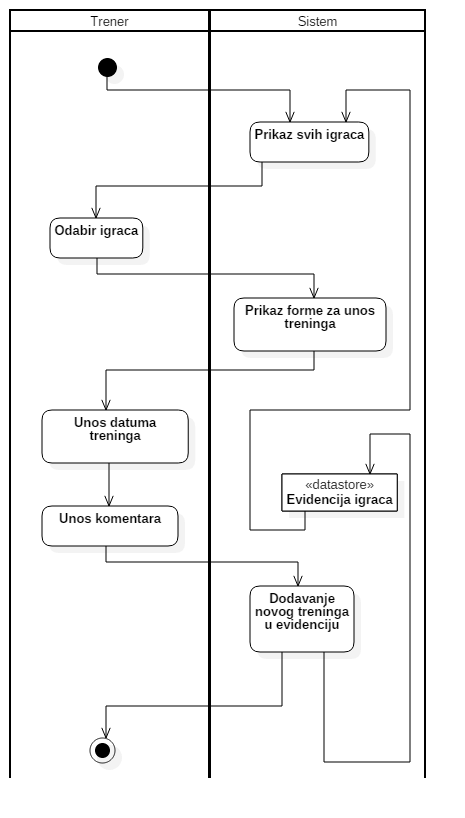 Trener
Sistem
Prikaz svih igraca
Odabir igraca
Prikaz forme za unos
treninga
Unos datuma
treninga
«datastore»
Evidencija igraca
Unos komentara
Dodavanje
novog treninga
u evidenciju